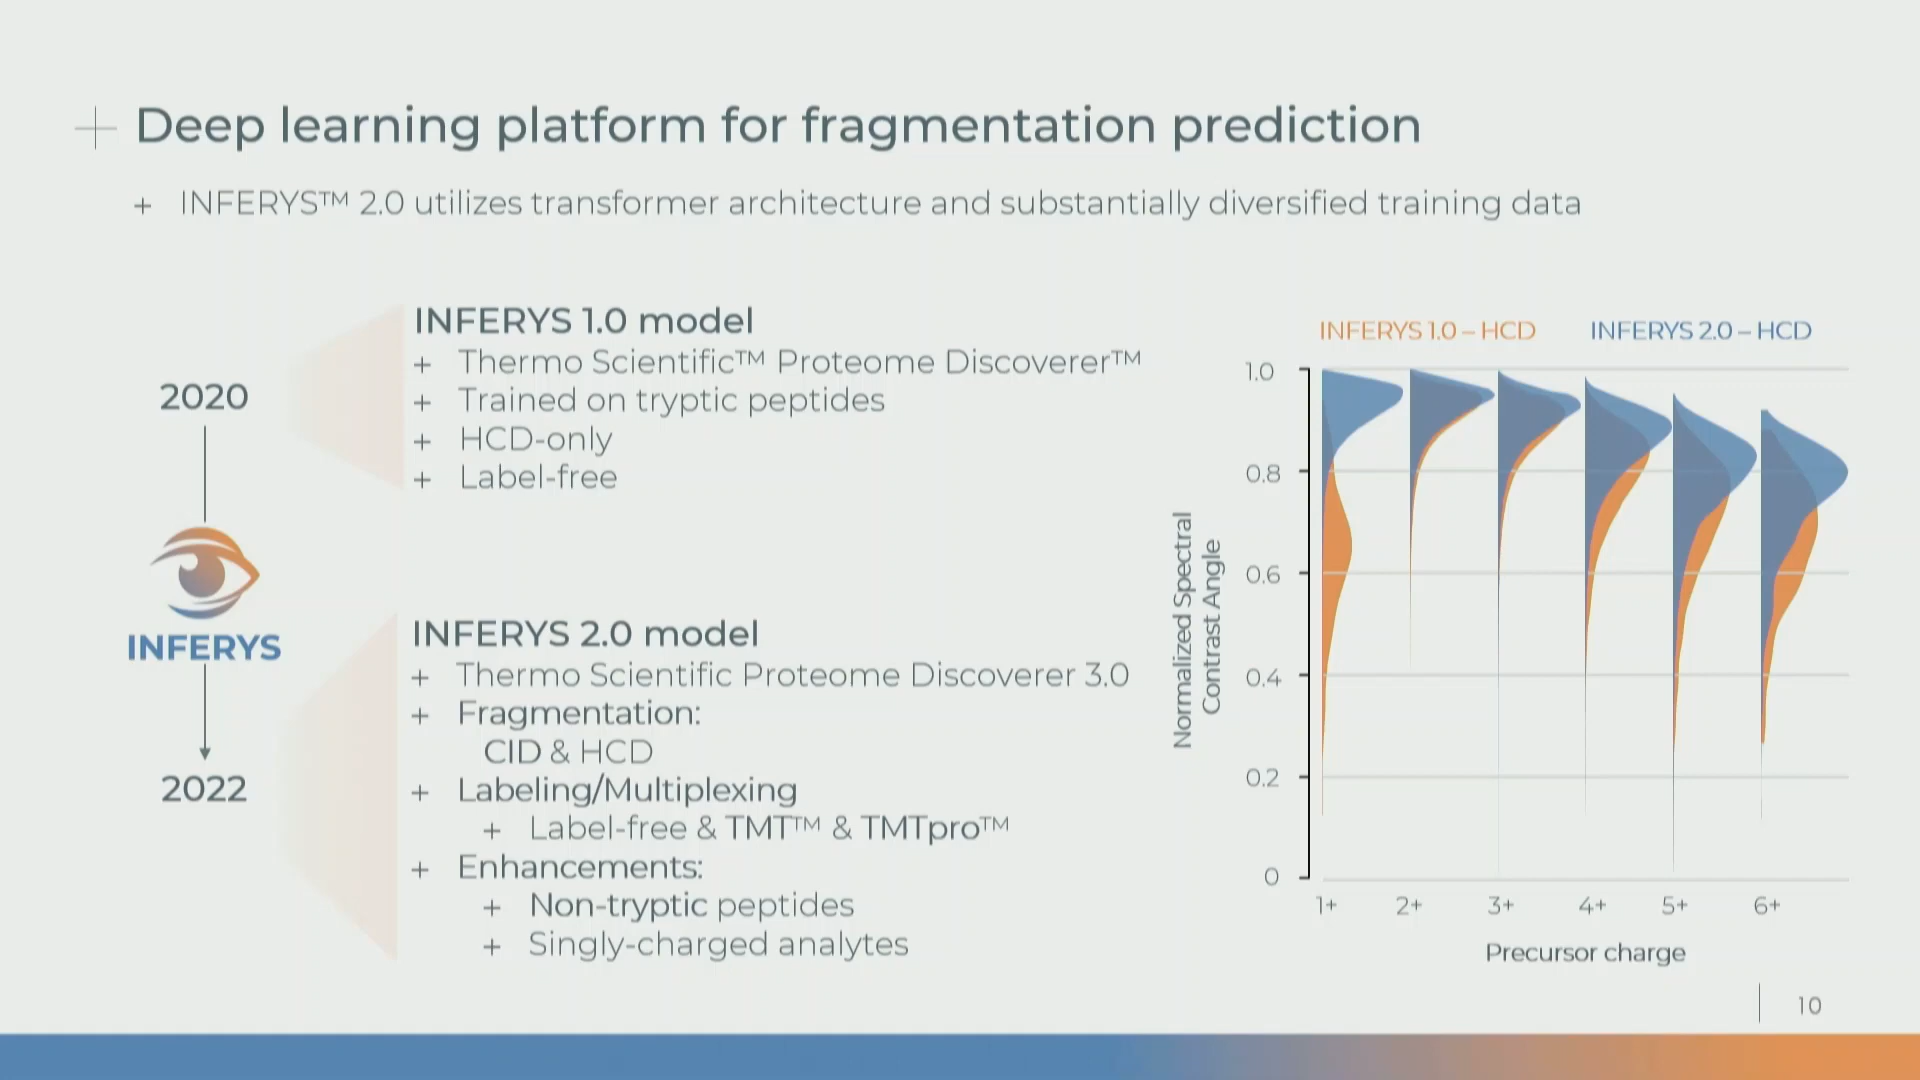 Deep learning platform for fragmentation prediction
+ INFERYS™ 2.0 utilizes transformer architecture and substantially diversified training data
2020
INFERYS
2022
INFERYS 1.0 model
+ Thermo Scientific™ Proteome Discoverer™
+ Trained on tryptic peptides
+ HCD-only
+ Label-free
INFERYS 2.0 model
+ Thermo Scientific Proteome Discoverer 3.0
+ Fragmentation:
CID & HCD
+ Labeling/Multiplexing
+ Label-free & TMT™ & TMTpro™
+ Enhancements:
+ Non-tryptic peptides
+ Singly-charged analytes
INFERYS 1.0 – HCD INFERYS 2.0 – HCD
Normalized Spectral
Contrast Angle
1.0
0.8
0.6
0.4
0.2
0
1+ 2+ 3+ 4+ 5+ 6+
Precursor charge
10